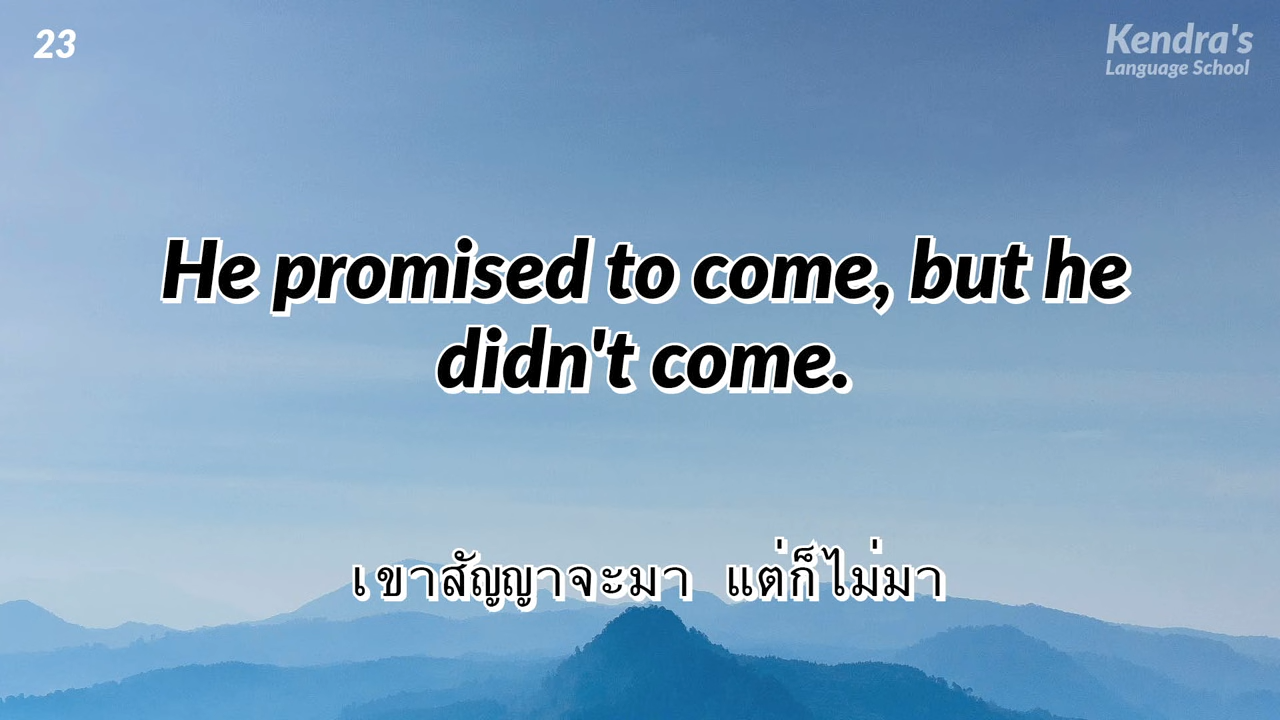 23
Kendra's
Language School
He promised to come, but he
didn't come.
เขาสัญญาจะมา แต่ก็ไม่มา